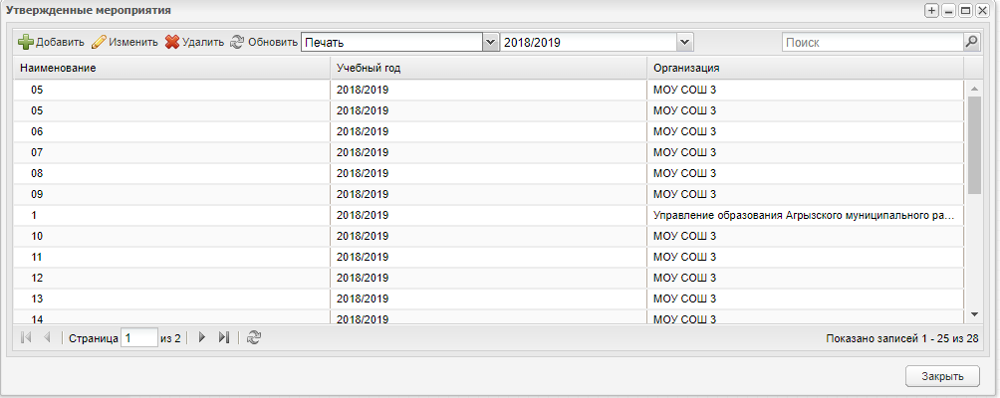 Утвержденные мероприятия
Добавить Изменить Удалить Обновить Печать 2018/2019 Поиск
Наименование Учебный год Организация
05 2018/2019 МОУ СОШ 3
05 2018/2019 МОУ СОШ 3
06 2018/2019 МОУ СОШ 3
07 2018/2019 МОУ СОШ 3
08 2018/2019 МОУ СОШ 3
09 2018/2019 МОУ СОШ 3
1 2018/2019 Управление образования Агрызского муниципального ра...
10 2018/2019 МОУ СОШ 3
11 2018/2019 МОУ СОШ 3
12 2018/2019 МОУ СОШ 3
13 2018/2019 МОУ СОШ 3
14 2018/2019 МОУ СОШ 3
Страница 1 из 2 Показано записей 1 - 25 из 28
Закрыть